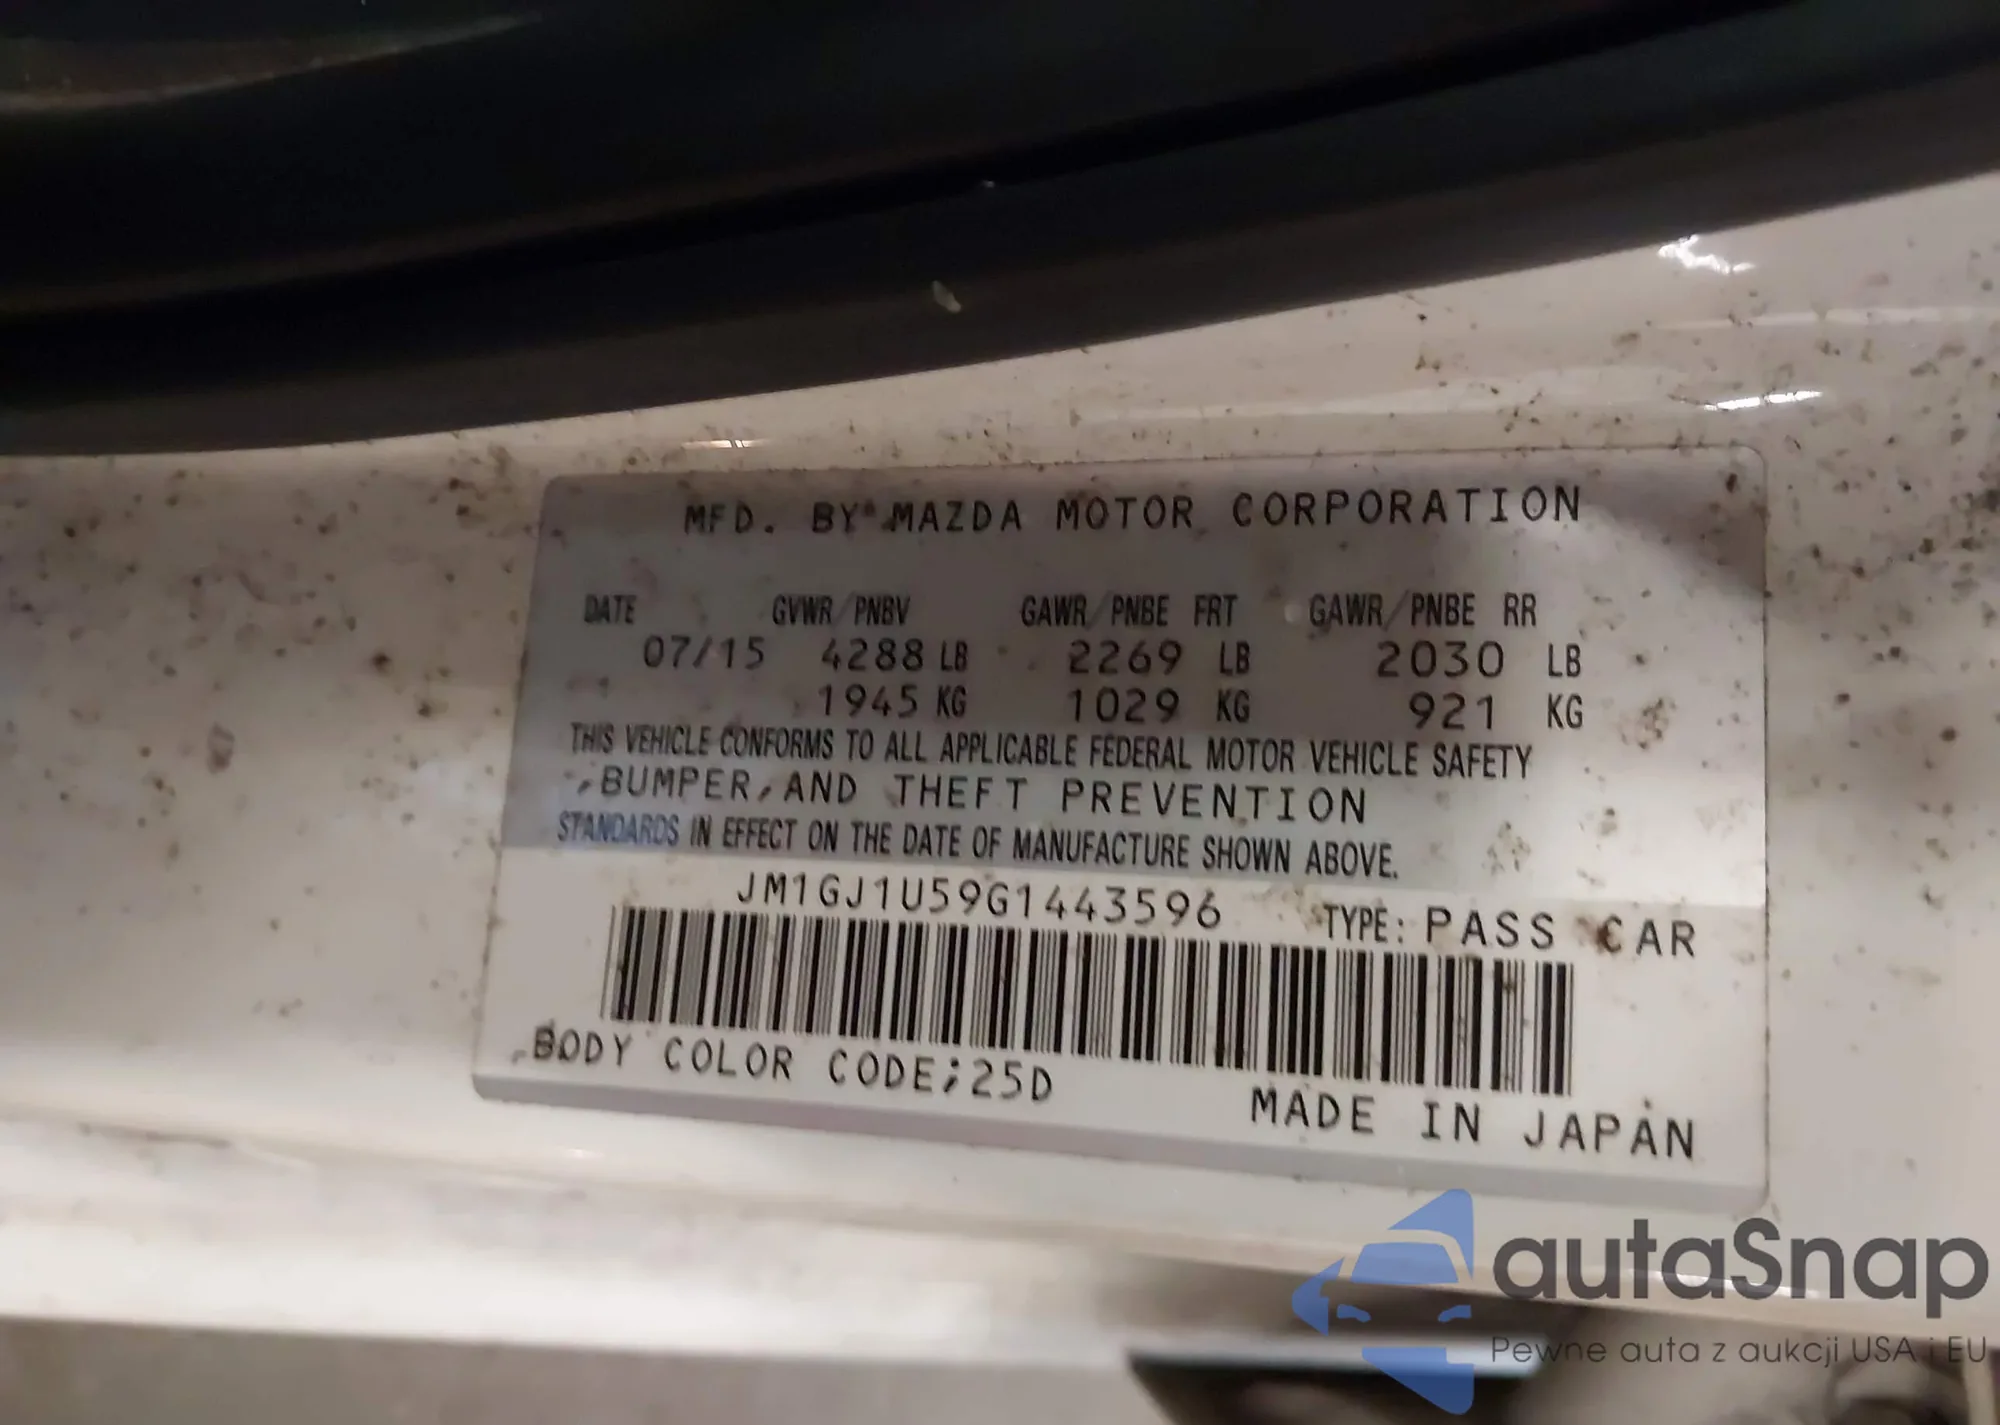 MFD. BY MAZDA MOTOR CORPORATION
DATE GVWR/PNBV GAWR/PNBE FRT GAWR/PNBE RR
07/15 4288 LB 2269 LB 2030 LB
1945 KG 1029 KG 921 KG
THIS VEHICLE CONFORMS TO ALL APPLICABLE FEDERAL MOTOR VEHICLE SAFETY
,BUMPER,AND THEFT PREVENTION
STANDARDS IN EFFECT ON THE DATE OF MANUFACTURE SHOWN ABOVE.
JM1GJ1U59G1443596 TYPE: PASS CAR
BODY COLOR CODE;25D
MADE IN JAPAN
autaSnap
Pewne auta z aukcji USA i EU